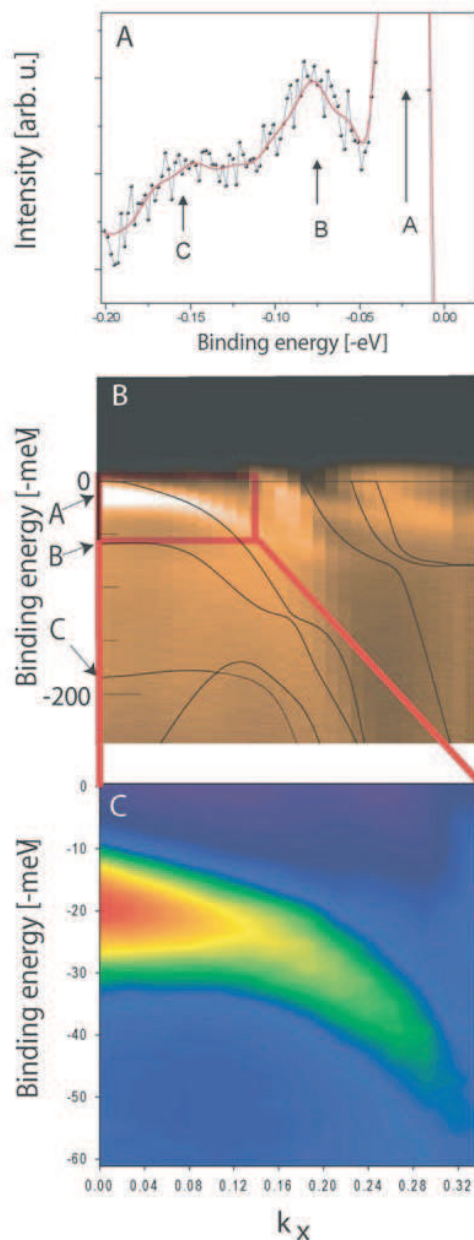 A
Intensity [arb. u.]
C
B
A
-0.20 -0.15 -0.10 -0.05 0.00
Binding energy [-eV]
B
Binding energy [-meV]
0
A
B
C
-200
C
Binding energy [-meV]
0
-10
-20
-30
-40
-50
-60
0.00 0.04 0.08 0.12 0.16 0.20 0.24 0.28 0.32
k x